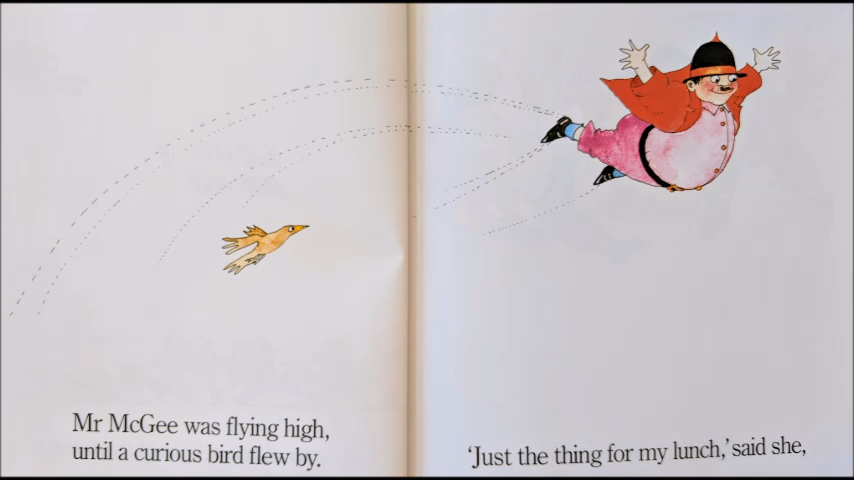 Mr McGee was flying high,
until a curious bird flew by.
‘Just the thing for my lunch,’ said she,